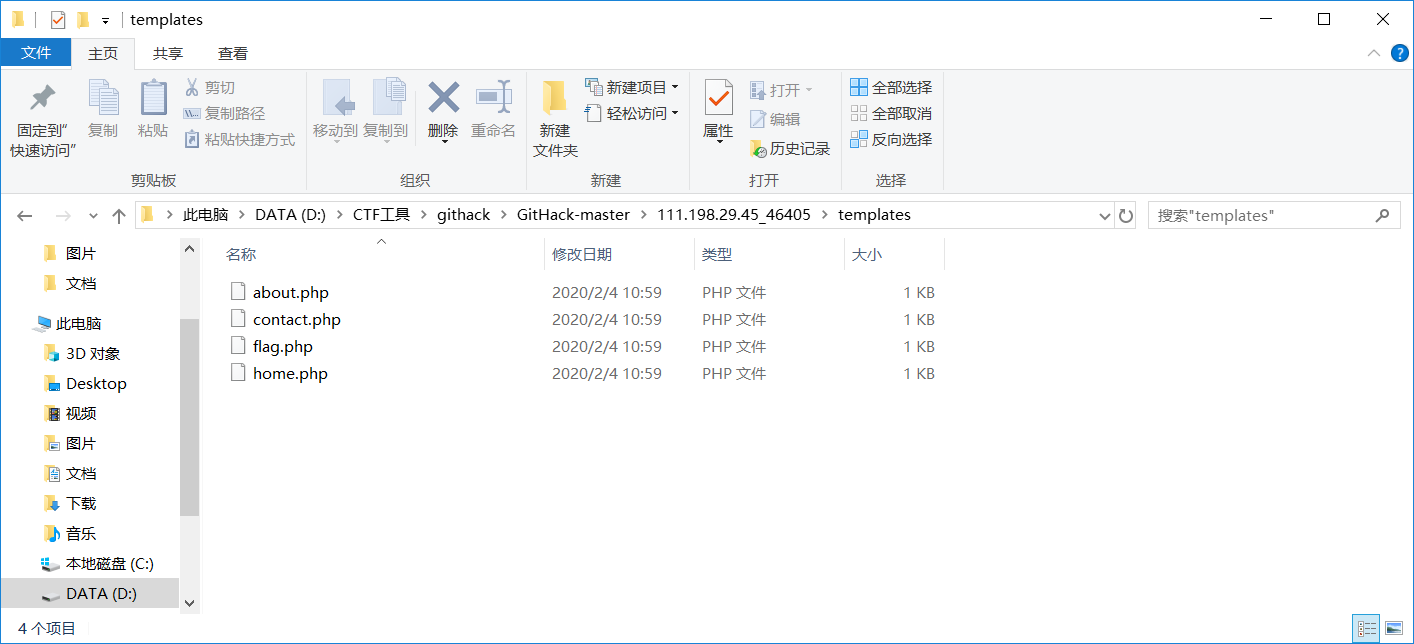 templates
文件 主页 共享 查看
固定到"快速访问"
复制
粘贴
剪切
W... 复制路径
粘贴快捷方式
剪贴板
移动到
复制到
删除
重命名
组织
新建
文件夹
新建项目
轻松访问
新建
属性
打开
编辑
历史记录
打开
全部选择
全部取消
反向选择
选择
此电脑 > DATA (D:) > CTF工具 > githack > GitHack-master > 111.198.29.45_46405 > templates
搜索"templates"
图片
文档
此电脑
3D 对象
Desktop
视频
图片
文档
下载
音乐
本地磁盘 (C:)
DATA (D:)
名称 修改日期 类型 大小
about.php 2020/2/4 10:59 PHP 文件 1 KB
contact.php 2020/2/4 10:59 PHP 文件 1 KB
flag.php 2020/2/4 10:59 PHP 文件 1 KB
home.php 2020/2/4 10:59 PHP 文件 1 KB
4 个项目